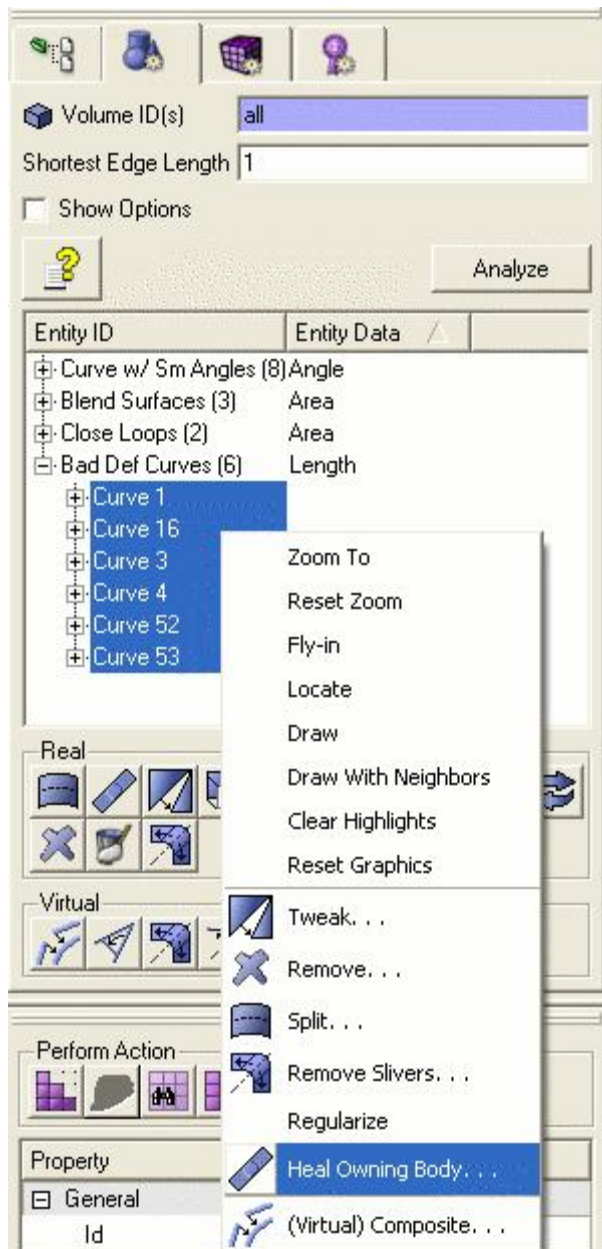 Volume ID(s) all
Shortest Edge Length 1
Show Options
Analyze
Entity ID Entity Data
Curve w/ Sm Angles (8) Angle
Blend Surfaces (3) Area
Close Loops (2) Area
Bad Def Curves (6) Length
Curve 1
Curve 16
Curve 3
Curve 4
Curve 52
Curve 53
Zoom To
Reset Zoom
Fly-in
Locate
Draw
Draw With Neighbors
Clear Highlights
Reset Graphics
Tweak. . .
Remove. . .
Split. . .
Remove Slivers. . .
Regularize
Heal Owning Body. . .
(Virtual) Composite. . .
Real
Virtual
Perform Action
Property
General
Id